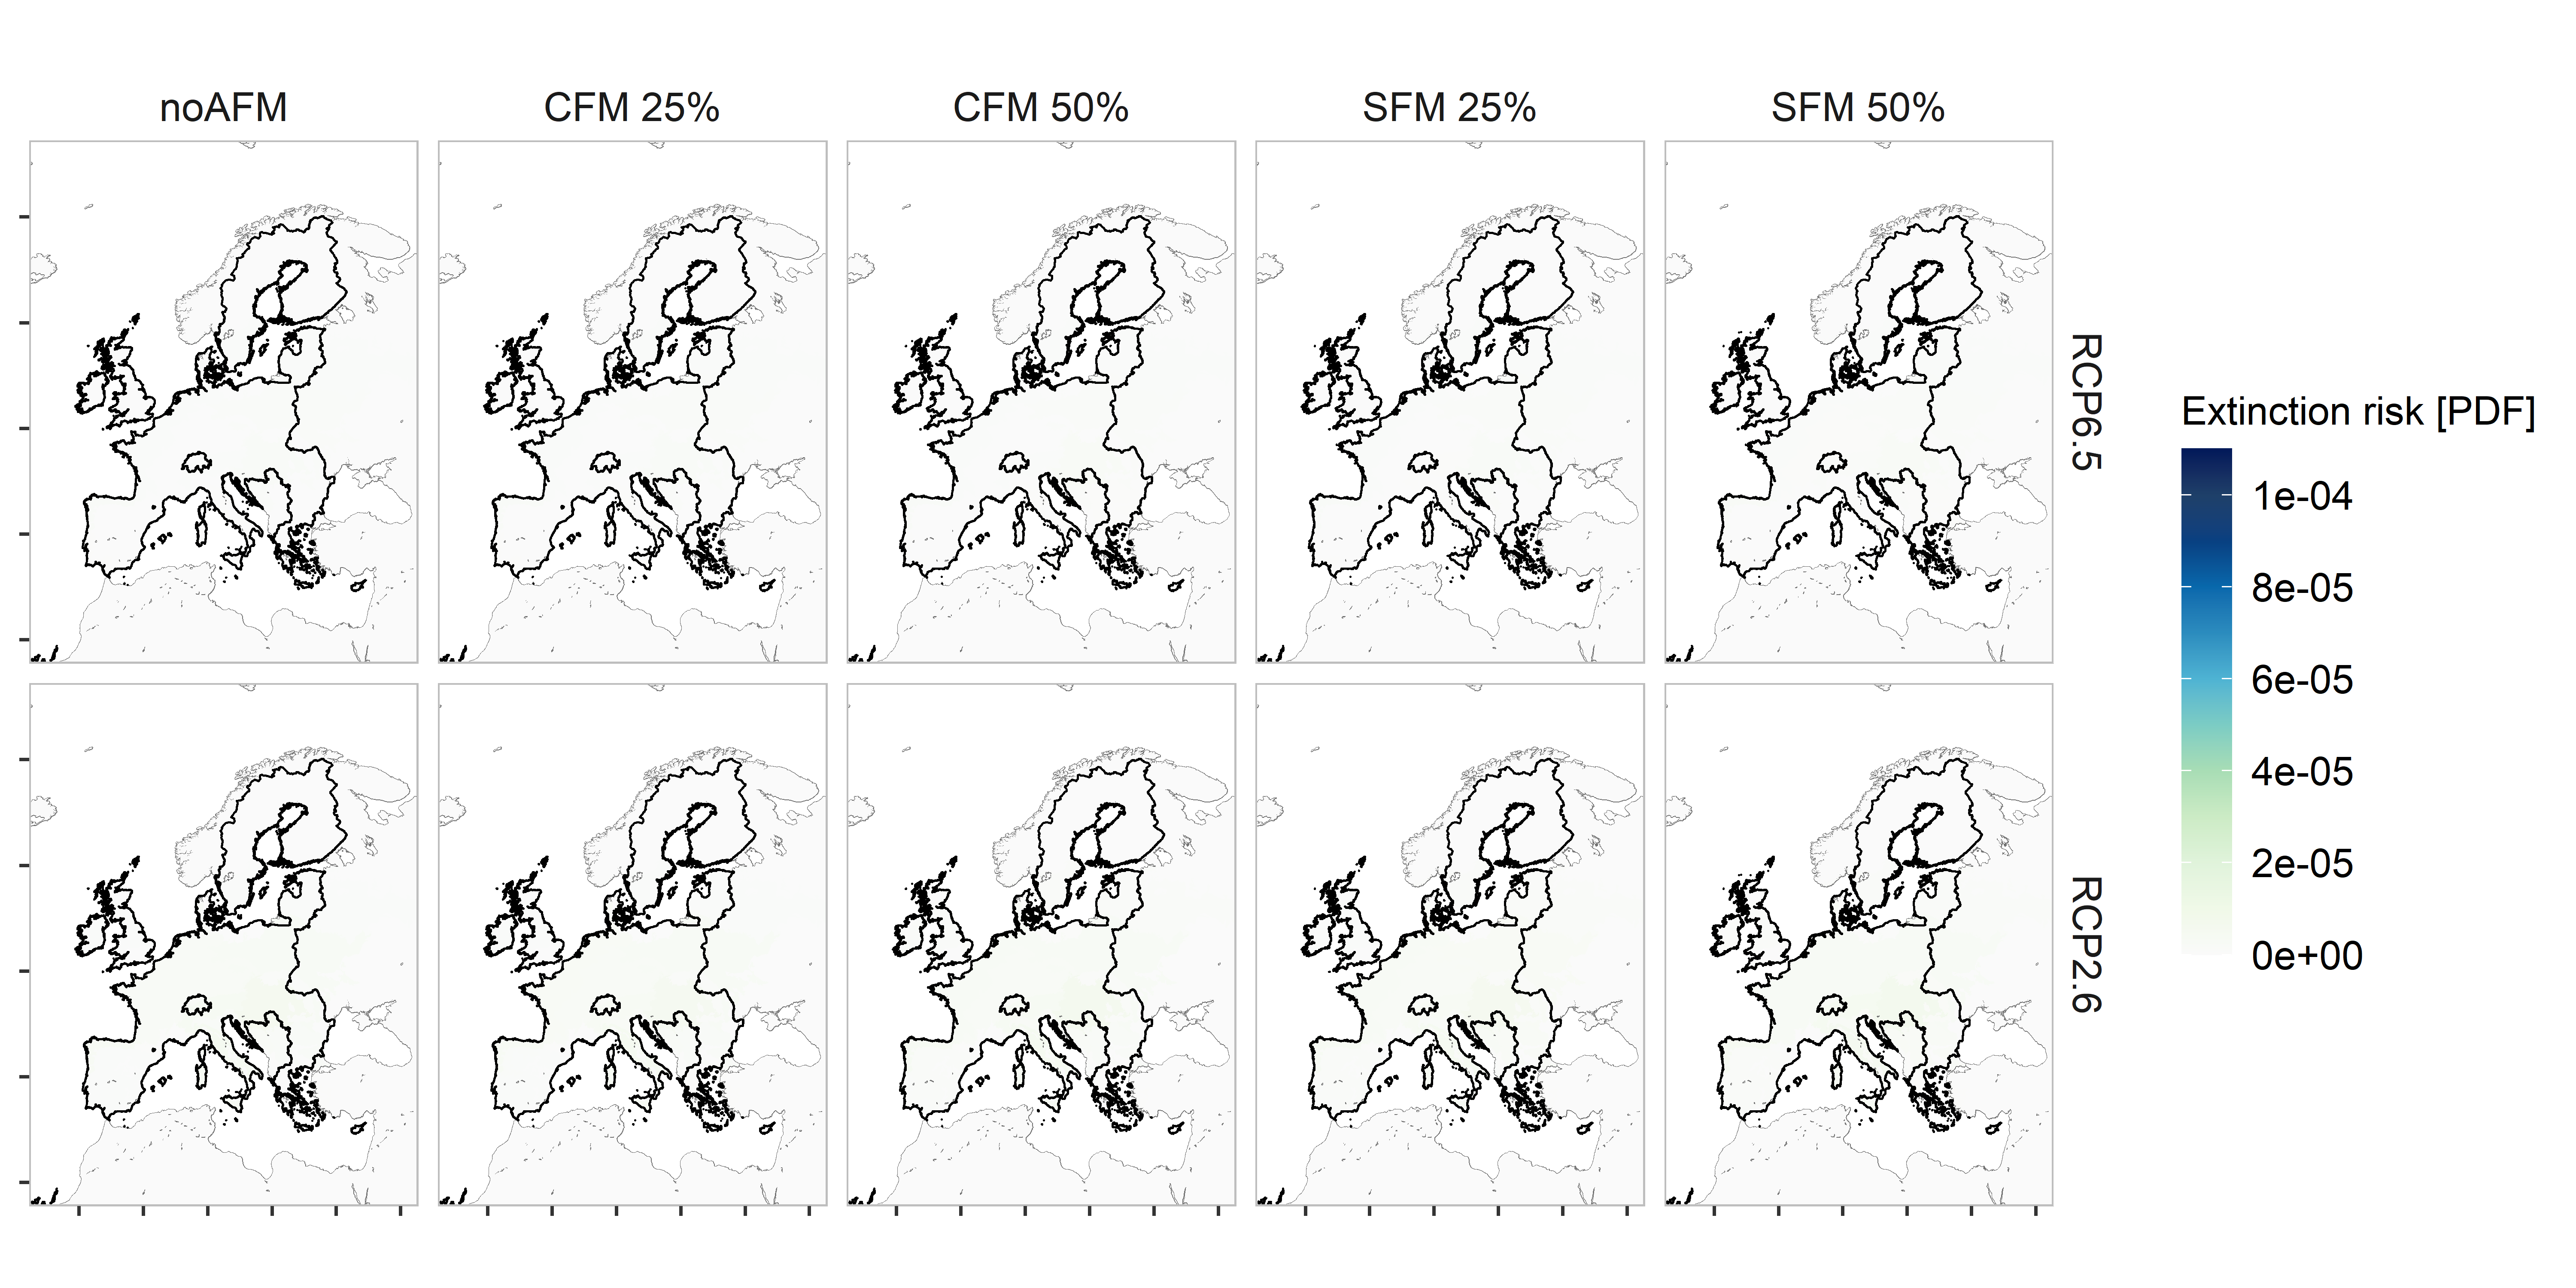 noAFM
CFM 25%
CFM 50%
SFM 25%
SFM 50%
RCP6.5
RCP2.6
Extinction risk [PDF]
1e-04
8e-05
6e-05
4e-05
2e-05
0e+00